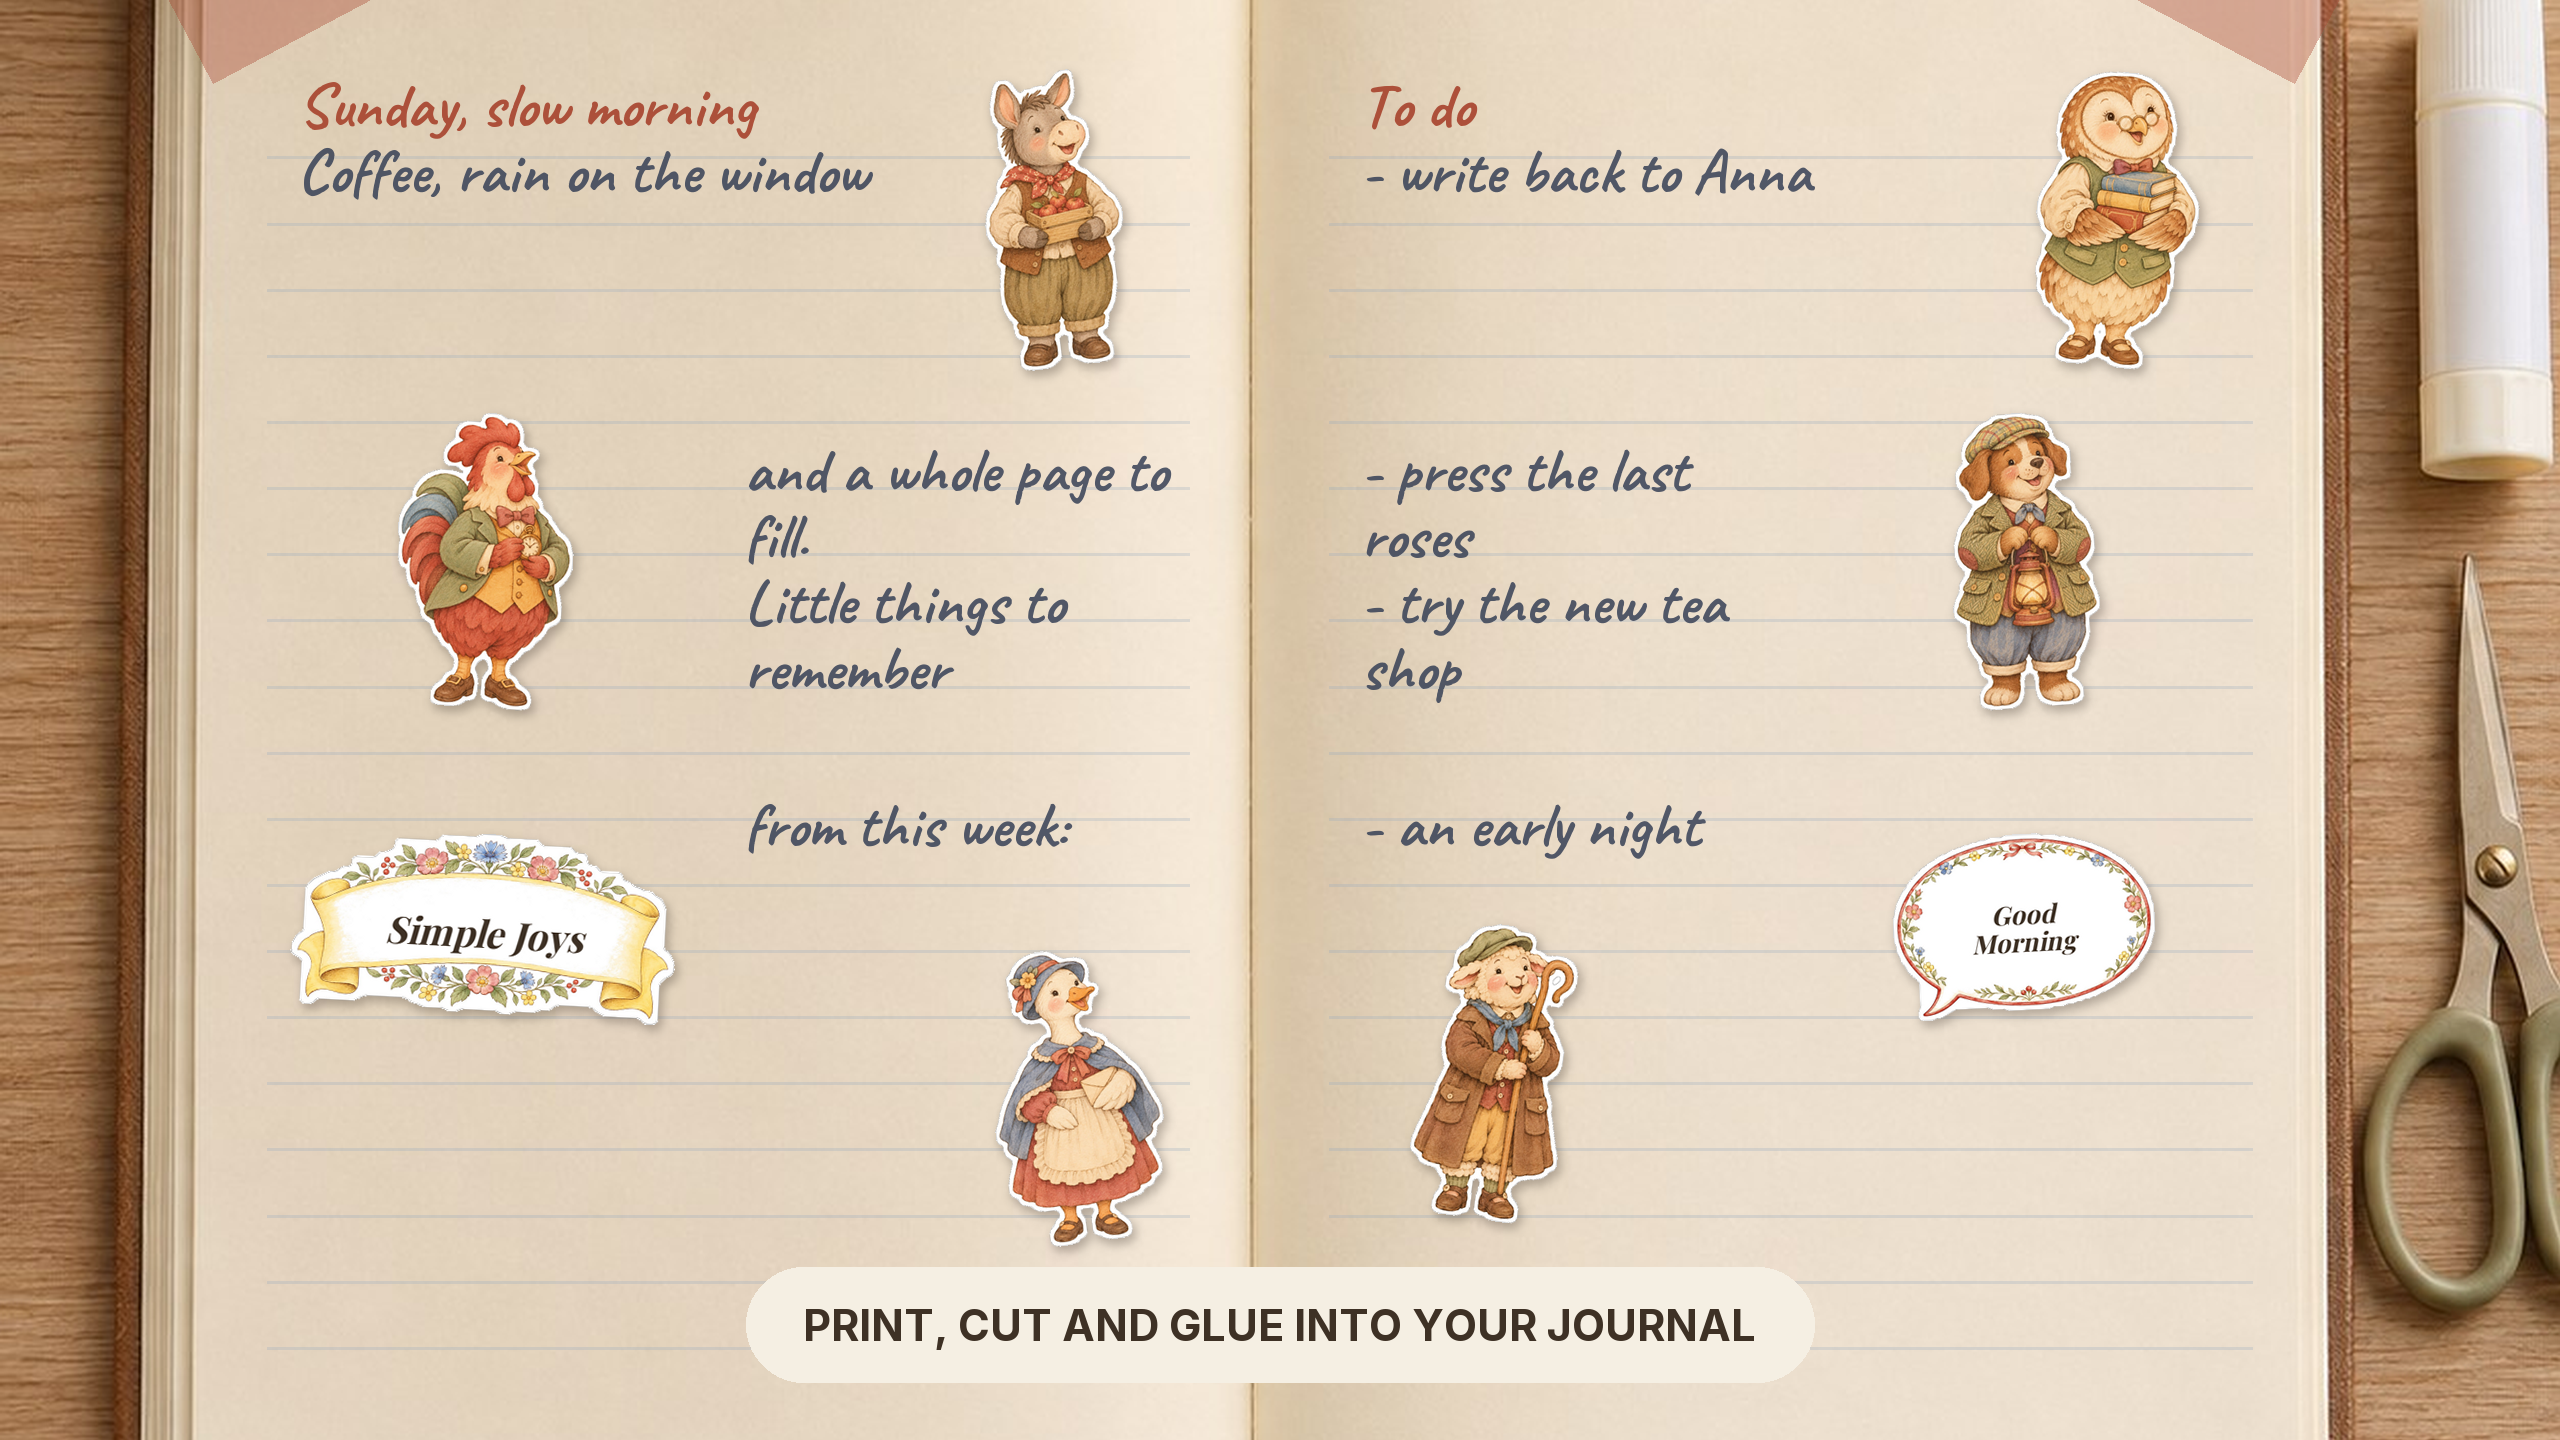 Sunday, slow morning
Coffee, rain on the window
and a whole page to
fill.
Little things to
remember
from this week:
Simple Joys
To do
- write back to Anna
- press the last
roses
- try the new tea
shop
- an early night
Good
Morning
PRINT, CUT AND GLUE INTO YOUR JOURNAL